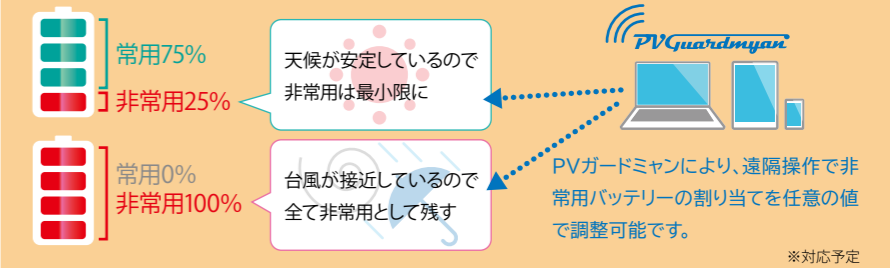 常用75%
非常用25%
天候が安定しているので
非常用は最小限に
常用0%
非常用100%
台風が接近しているので
全て非常用として残す
PVGuardmyan
PVガードミャンにより、遠隔操作で非
常用バッテリーの割り当てを任意の値
で調整可能です。
※対応予定